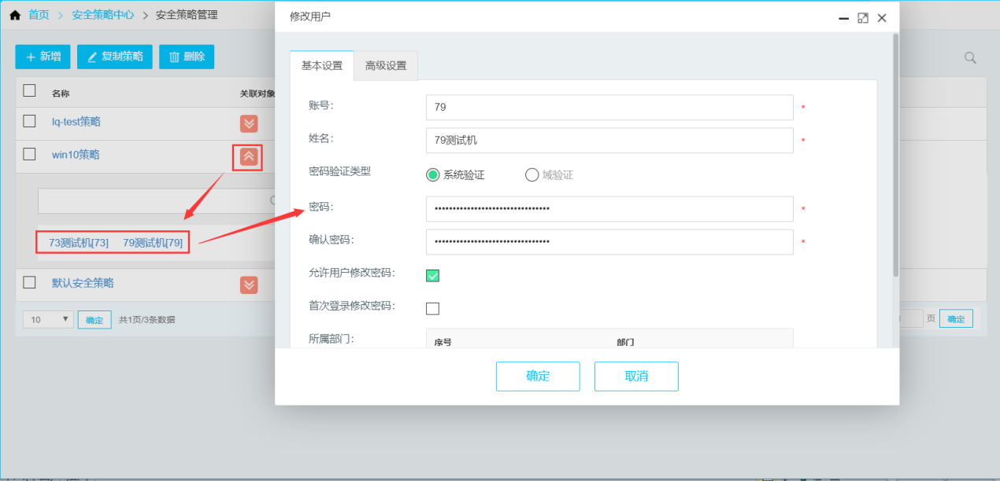 首页 > 安全策略中心 > 安全策略管理
+ 新增 复制策略 删除
名称 关联对象
lq-test策略
win10策略
73测试机[73] 79测试机[79]
默认安全策略
10 确定 共1页/3条数据
页 确定
修改用户
基本设置 高级设置
账号: 79 *
姓名: 79测试机 *
密码验证类型 系统验证 域验证
密码: •••••••••••••••••••••••••••••••• *
确认密码: •••••••••••••••••••••••••••••••• *
允许用户修改密码:
首次登录修改密码:
所属部门: 序号 部门
确定 取消